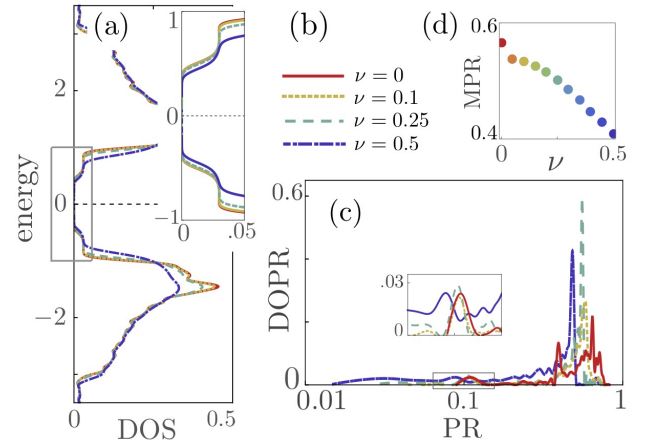 (a)
energy
2
0
−2
0
0.5
DOS
1
0
−1
0
.05
(b)
ν = 0
ν = 0.1
ν = 0.25
ν = 0.5
(d)
MPR
0.6
0.4
0
ν
0.5
(c)
DOPR
0.6
0
.03
0
0.01
0.1
1
PR